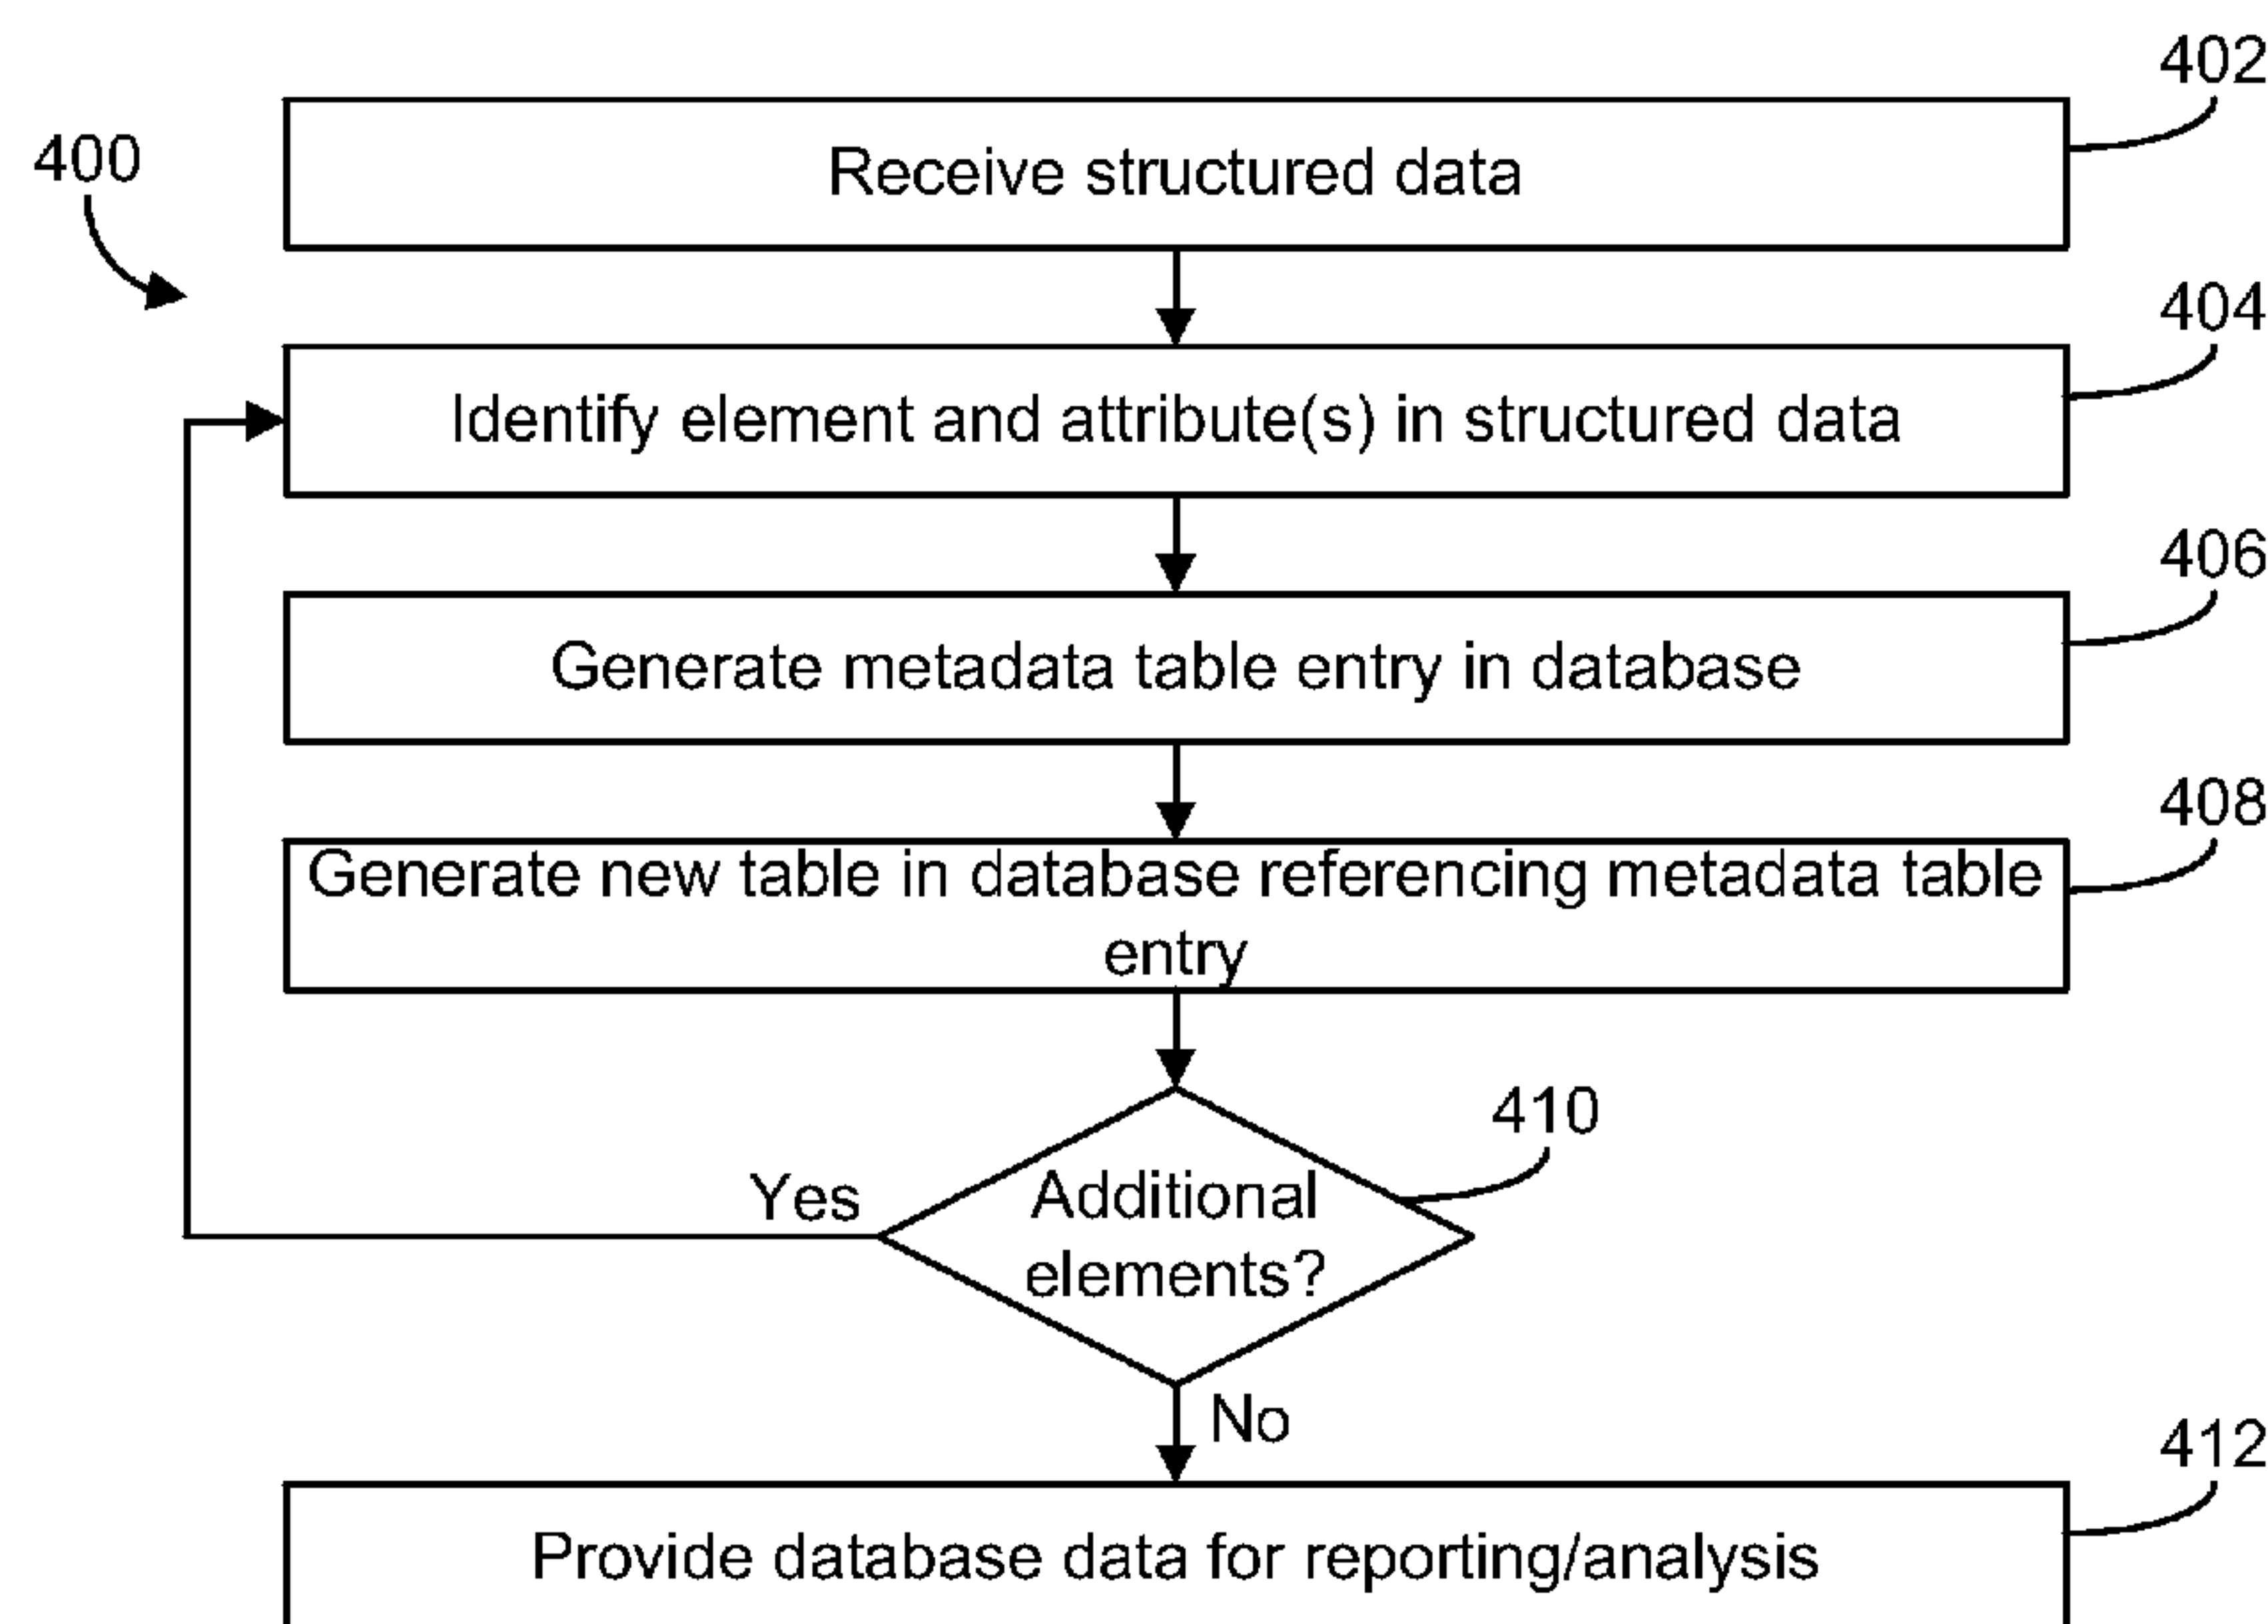 402
400
Receive structured data
404
Identify element and attribute(s) in structured data
406
Generate metadata table entry in database
408
Generate new table in database referencing metadata table
entry
410
Yes
Additional
elements?
No
412
Provide database data for reporting/analysis